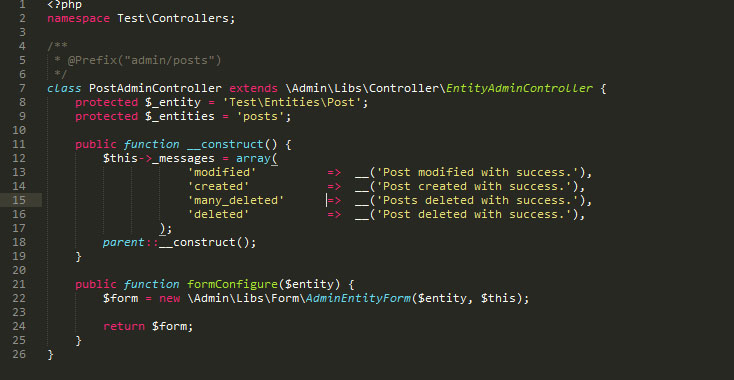 1 <?php
2 namespace Test\Controllers;
3
4 /**
5  * @Prefix("admin/posts")
6  */
7 class PostAdminController extends \Admin\Libs\Controller\EntityAdminController {
8     protected $_entity = 'Test\Entities\Post';
9     protected $_entities = 'posts';
10
11     public function __construct() {
12         $this->_messages = array(
13                     'modified'          =>  __('Post modified with success.'),
14                     'created'           =>  __('Post created with success.'),
15                     'many_deleted'      =>  __('Posts deleted with success.'),
16                     'deleted'           =>  __('Post deleted with success.'),
17                 );
18         parent::__construct();
19     }
20
21     public function formConfigure($entity) {
22         $form = new \Admin\Libs\Form\AdminEntityForm($entity, $this);
23
24         return $form;
25     }
26 }